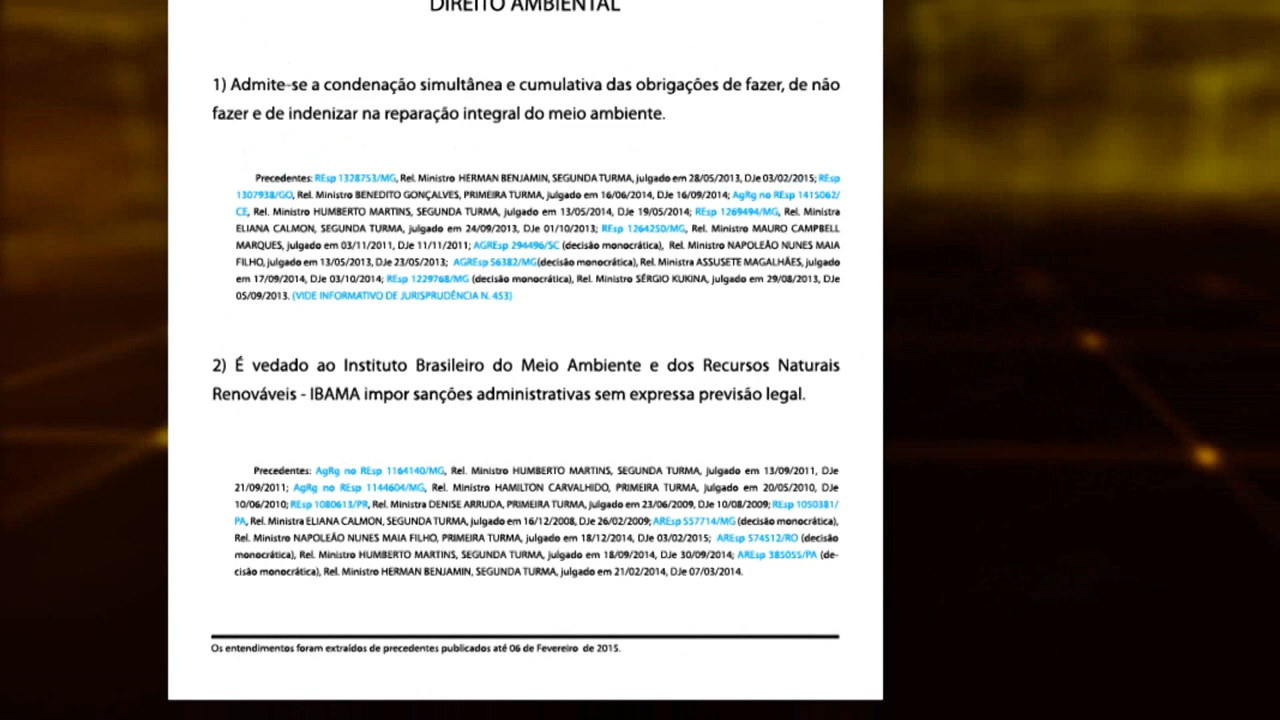 DIREITO AMBIENTAL
1) Admite-se a condenação simultânea e cumulativa das obrigações de fazer, de não
fazer e de indenizar na reparação integral do meio ambiente.
Precedentes: REsp 1328753/MG, Rel. Ministro HERMAN BENJAMIN, SEGUNDA TURMA, julgado em 28/05/2013, DJe 03/02/2015; REsp
1307938/GO, Rel. Ministro BENEDITO GONÇALVES, PRIMEIRA TURMA, julgado em 16/06/2014, DJe 16/09/2014; AgRg no REsp 1415062/
CE, Rel. Ministro HUMBERTO MARTINS, SEGUNDA TURMA, julgado em 13/05/2014, DJe 19/05/2014; REsp 1269494/MG, Rel. Ministra
ELIANA CALMON, SEGUNDA TURMA, julgado em 24/09/2013, DJe 01/10/2013; REsp 1264250/MG, Rel. Ministro MAURO CAMPBELL
MARQUES, julgado em 03/11/2011, DJe 11/11/2011; AGREsp 294496/SC (decisão monocrática), Rel. Ministro NAPOLEÃO NUNES MAIA
FILHO, julgado em 13/05/2013, DJe 23/05/2013; AGREsp 56382/MG(decisão monocrática), Rel. Ministra ASSUSETE MAGALHÃES, julgado
em 17/09/2014, DJe 03/10/2014; REsp 1229768/MG (decisão monocrática), Rel. Ministro SÉRGIO KUKINA, julgado em 29/08/2013, DJe
05/09/2013. (VIDE INFORMATIVO DE JURISPRUDÊNCIA N. 453)
2) É vedado ao Instituto Brasileiro do Meio Ambiente e dos Recursos Naturais
Renováveis - IBAMA impor sanções administrativas sem expressa previsão legal.
Precedentes: AgRg no REsp 1164140/MG, Rel. Ministro HUMBERTO MARTINS, SEGUNDA TURMA, julgado em 13/09/2011, DJe
21/09/2011; AgRg no REsp 1144604/MG, Rel. Ministro HAMILTON CARVALHIDO, PRIMEIRA TURMA, julgado em 20/05/2010, DJe
10/06/2010; REsp 1080613/PR, Rel. Ministra DENISE ARRUDA, PRIMEIRA TURMA, julgado em 23/06/2009, DJe 10/08/2009; REsp 1050381/
PA, Rel. Ministra ELIANA CALMON, SEGUNDA TURMA, julgado em 16/12/2008, DJe 26/02/2009; AREsp 557714/MG (decisão monocrática),
Rel. Ministro NAPOLEÃO NUNES MAIA FILHO, PRIMEIRA TURMA, julgado em 18/12/2014, DJe 03/02/2015; AREsp 574512/RO (decisão
monocrática), Rel. Ministro HUMBERTO MARTINS, SEGUNDA TURMA, julgado em 18/09/2014, DJe 30/09/2014; AREsp 385055/PA (de-
cisão monocrática), Rel. Ministro HERMAN BENJAMIN, SEGUNDA TURMA, julgado em 21/02/2014, DJe 07/03/2014.
Os entendimentos foram extraídos de precedentes publicados até 06 de Fevereiro de 2015.